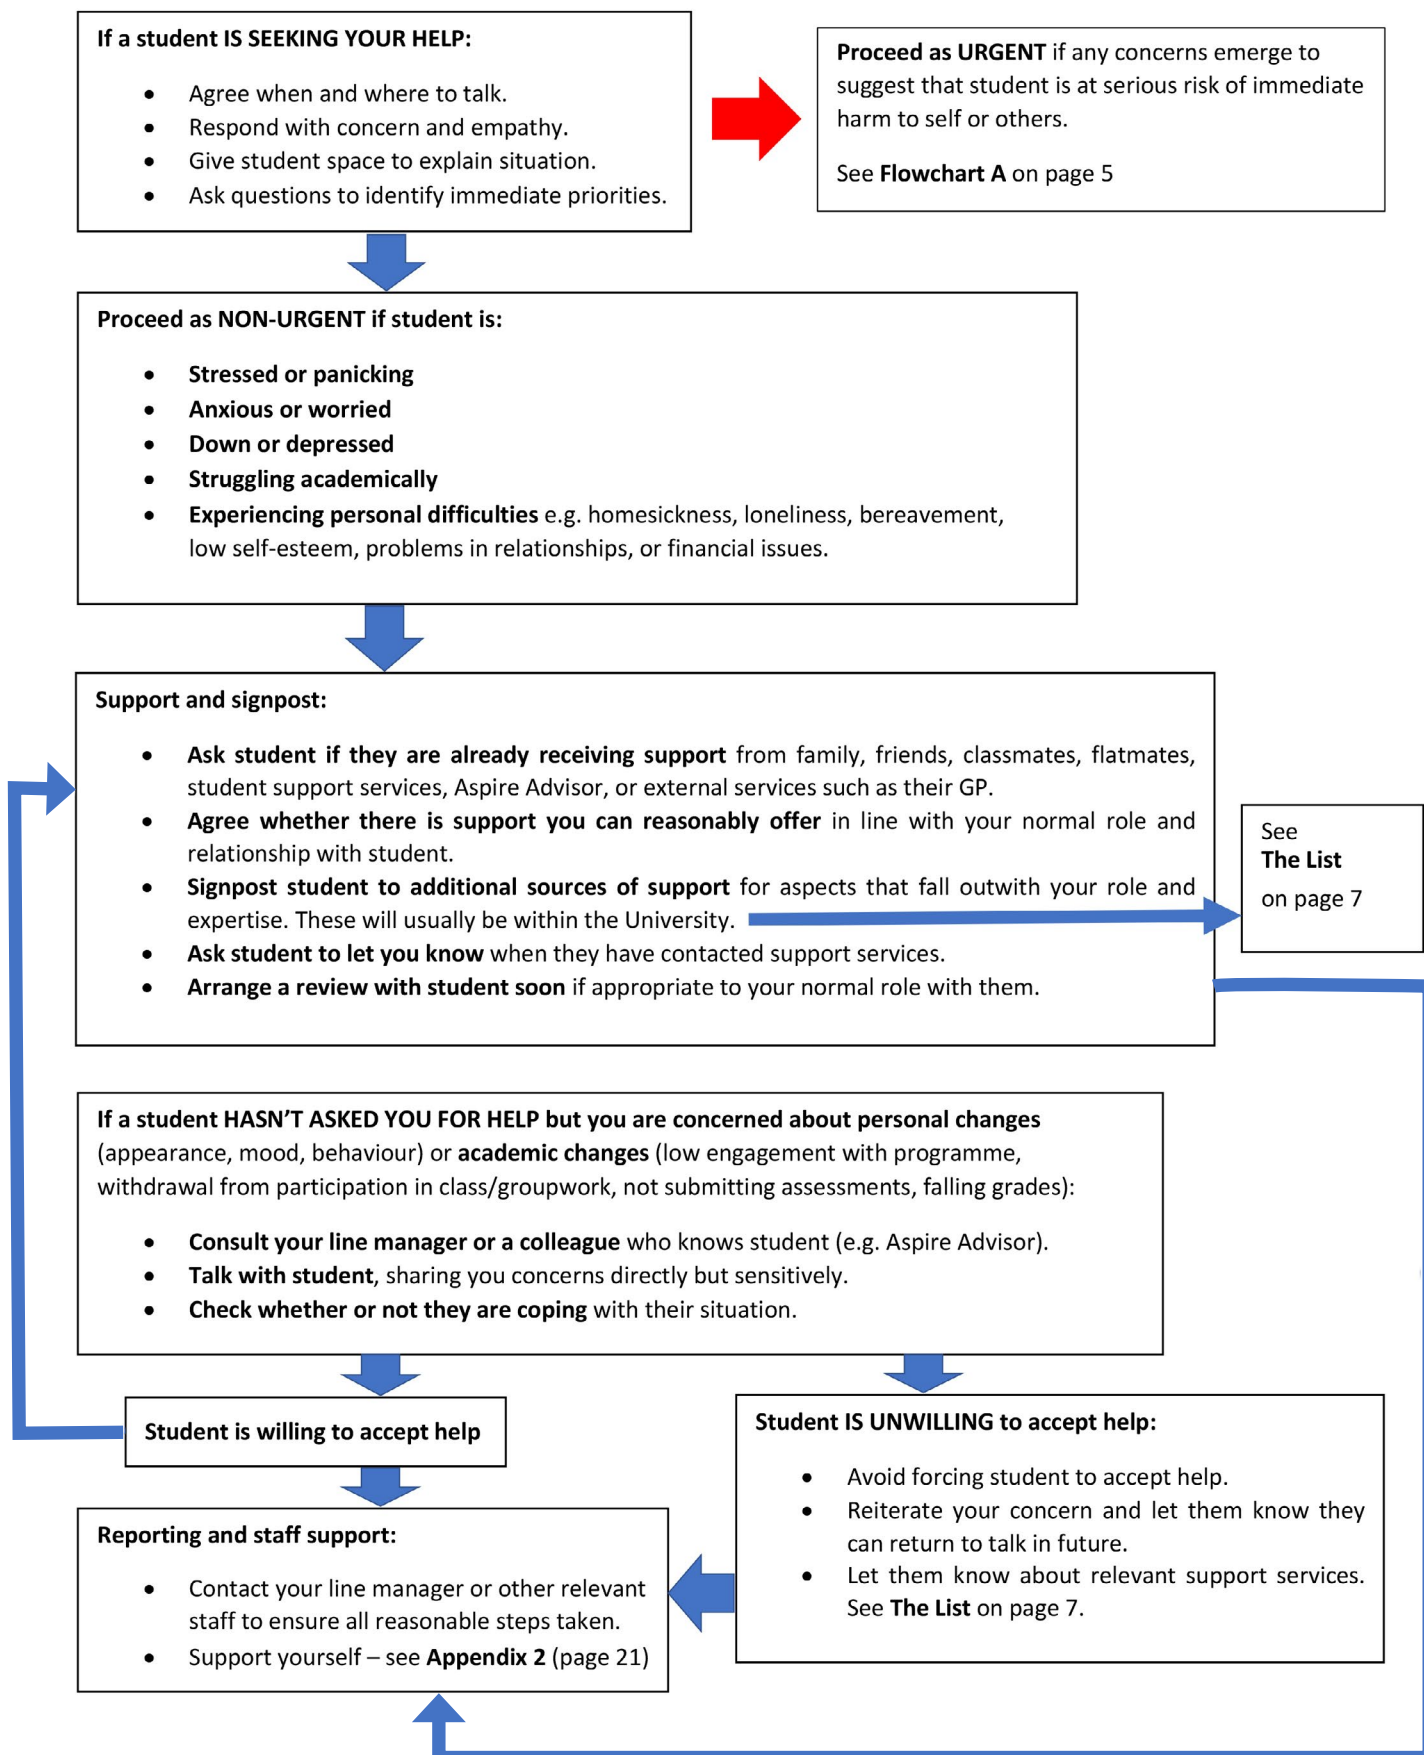 If a student IS SEEKING YOUR HELP:
• Agree when and where to talk.
• Respond with concern and empathy.
• Give student space to explain situation.
• Ask questions to identify immediate priorities.
Proceed as URGENT if any concerns emerge to
suggest that student is at serious risk of immediate
harm to self or others.
See Flowchart A on page 5
Proceed as NON-URGENT if student is:
• Stressed or panicking
• Anxious or worried
• Down or depressed
• Struggling academically
• Experiencing personal difficulties e.g. homesickness, loneliness, bereavement,
low self-esteem, problems in relationships, or financial issues.
Support and signpost:
• Ask student if they are already receiving support from family, friends, classmates, flatmates,
student support services, Aspire Advisor, or external services such as their GP.
• Agree whether there is support you can reasonably offer in line with your normal role and
relationship with student.
• Signpost student to additional sources of support for aspects that fall outwith your role and
expertise. These will usually be within the University.
• Ask student to let you know when they have contacted support services.
• Arrange a review with student soon if appropriate to your normal role with them.
See
The List
on page 7
If a student HASN'T ASKED YOU FOR HELP but you are concerned about personal changes
(appearance, mood, behaviour) or academic changes (low engagement with programme,
withdrawal from participation in class/groupwork, not submitting assessments, falling grades):
• Consult your line manager or a colleague who knows student (e.g. Aspire Advisor).
• Talk with student, sharing you concerns directly but sensitively.
• Check whether or not they are coping with their situation.
Student is willing to accept help
Student IS UNWILLING to accept help:
• Avoid forcing student to accept help.
• Reiterate your concern and let them know they
can return to talk in future.
• Let them know about relevant support services.
See The List on page 7.
Reporting and staff support:
• Contact your line manager or other relevant
staff to ensure all reasonable steps taken.
• Support yourself – see Appendix 2 (page 21)